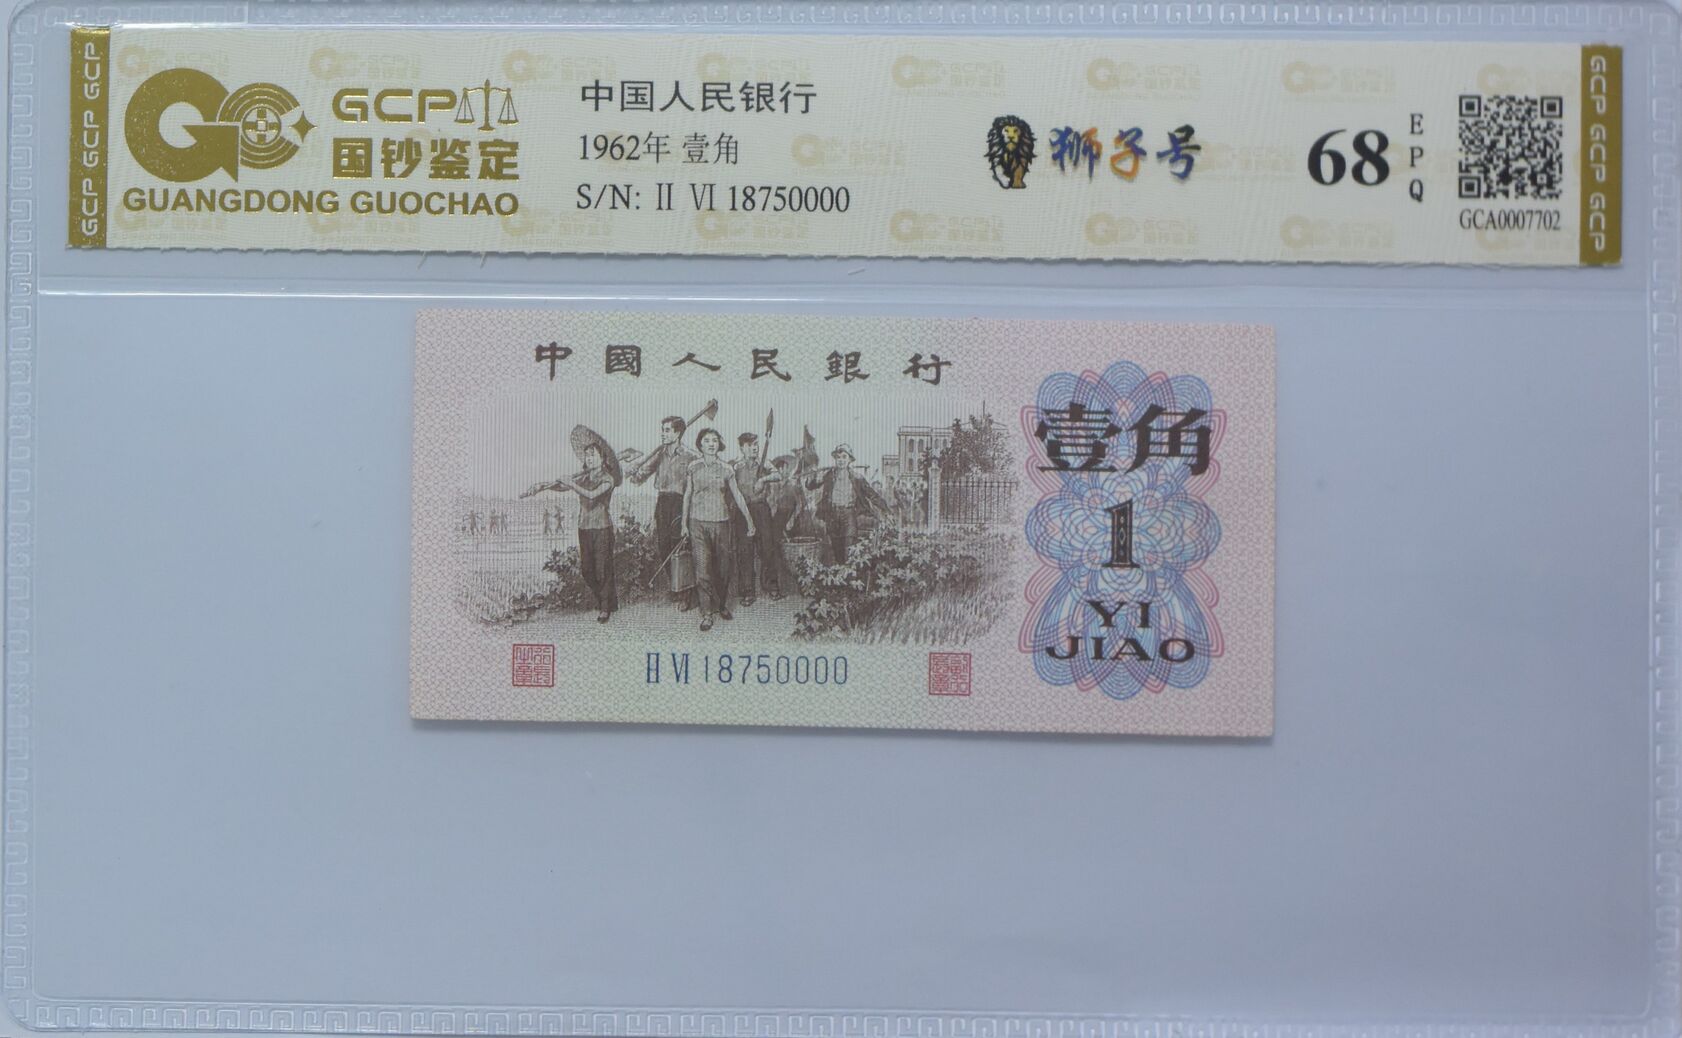 GCP
国钞鉴定
GUANGDONG GUOCHAO
中国人民银行
1962年 壹角
S/N: II VI 18750000
狮子号
68
EPQ
GCA0007702
GCP GCP GCP
GCP GCP GCP
中國人民銀行
壹角
1
YI
JIAO
II VI 18750000